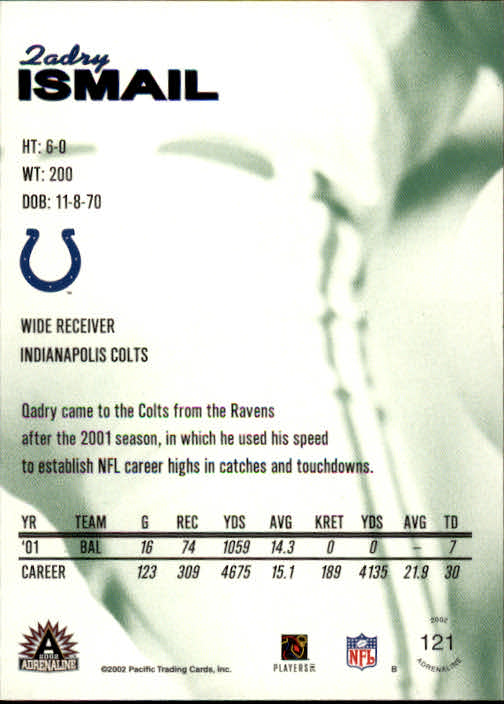 Qadry
ISMAIL
HT: 6-0
WT: 200
DOB: 11-8-70
WIDE RECEIVER
INDIANAPOLIS COLTS
Qadry came to the Colts from the Ravens
after the 2001 season, in which he used his speed
to establish NFL career highs in catches and touchdowns.
YR TEAM G REC YDS AVG KRET YDS AVG TD
'01 BAL 16 74 1059 14.3 0 0 – 7
CAREER 123 309 4675 15.1 189 4135 21.9 30
A
2002
ADRENALINE
©2002 Pacific Trading Cards, Inc.
PLAYERS INC
NFL
B
2002
121
ADRENALINE